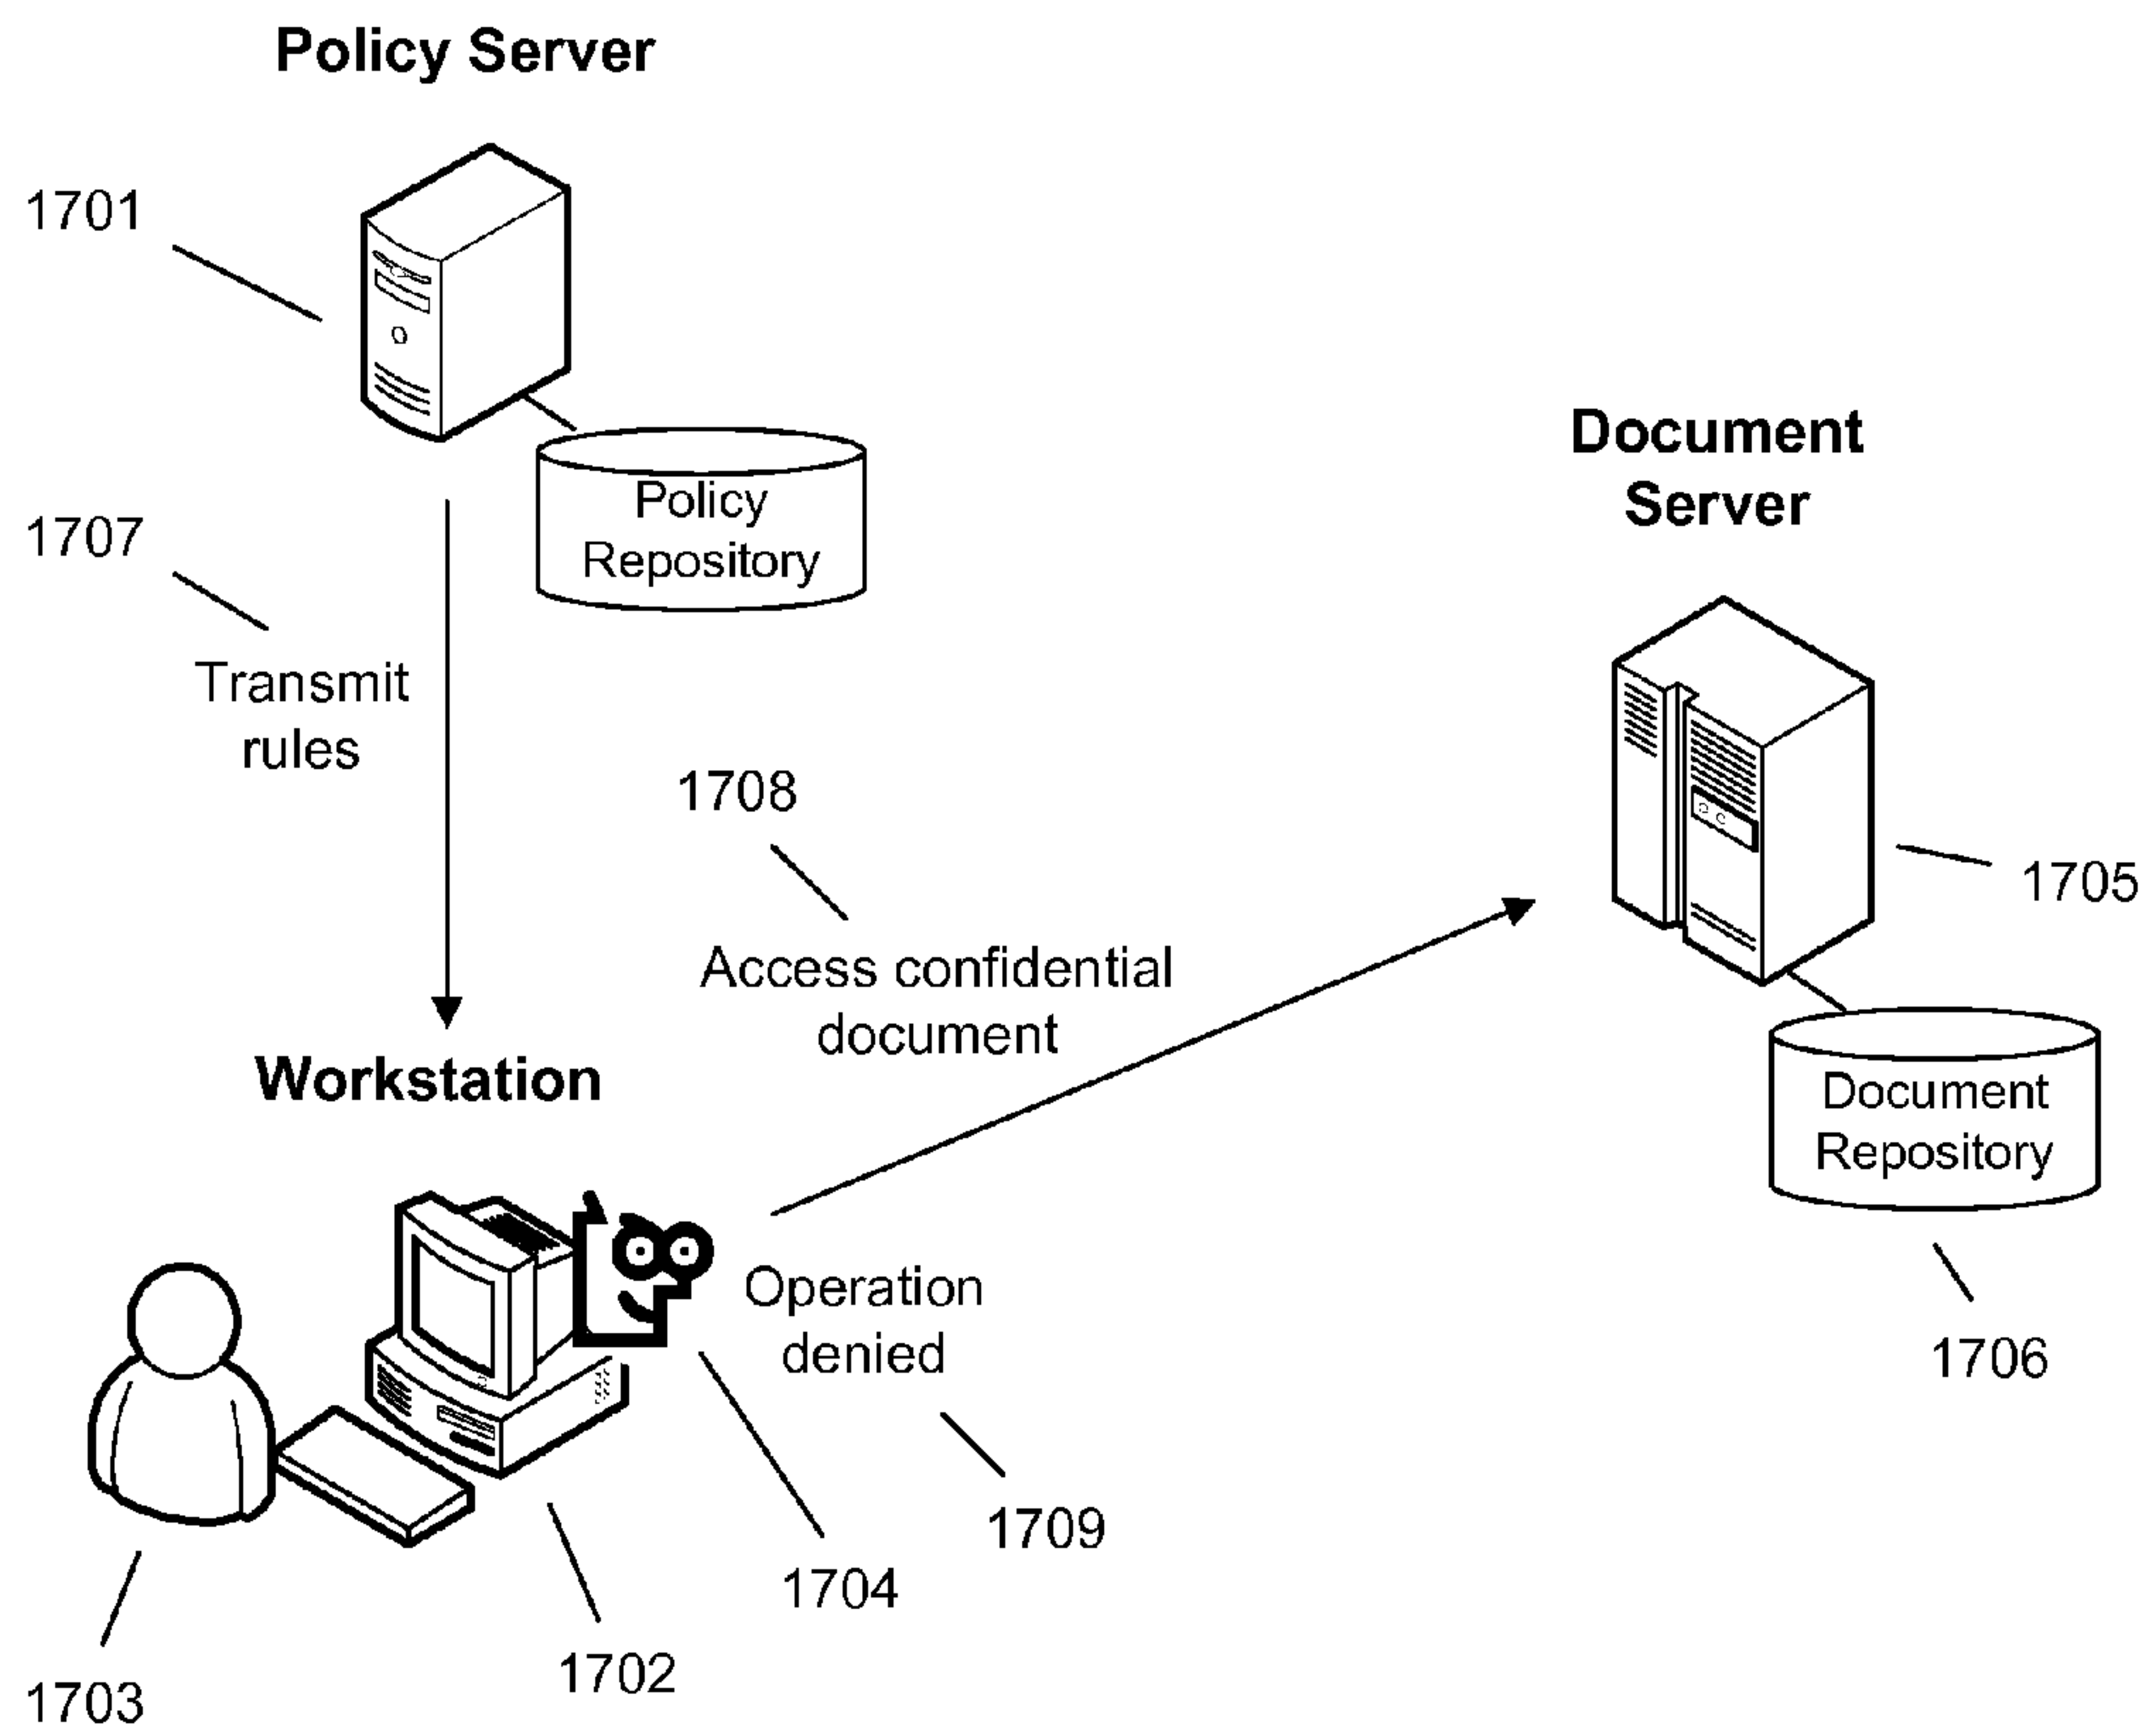 Policy Server
1701
Policy
Repository
1707
Transmit
rules
Document
Server
1705
1708
Access confidential
document
Document
Repository
1706
Workstation
Operation
denied
1709
1704
1702
1703